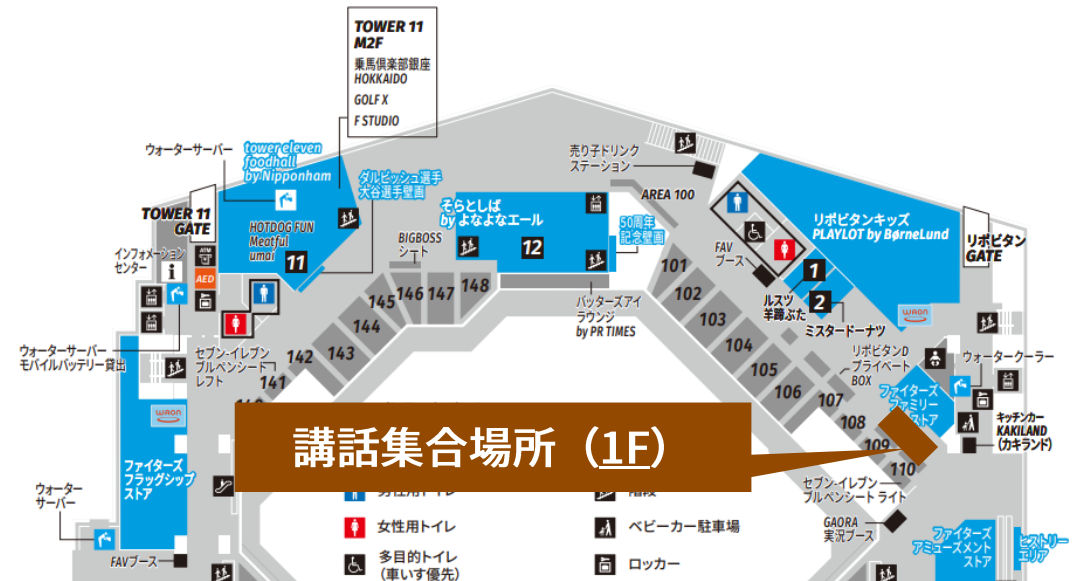 TOWER 11
M2F
乗馬倶楽部銀座
HOKKAIDO
GOLF X
F STUDIO
ウォーターサーバー
tower eleven
foodhall
by Nipponham
ダルビッシュ選手
大谷選手壁画
TOWER 11
GATE
HOTDOG FUN
Meatful
umai
11
インフォメーション
センター
ATM
AED
BIGBOSS
シート
そらとしば
by よなよなエール
12
50周年
記念壁画
売り子ドリンク
ステーション
AREA 100
FAV
ブース
リポビタンキッズ
PLAYLOT by BørneLund
リポビタン
GATE
1
ルスツ
羊蹄ぶた
2
ミスタードーナツ
WAON
バッターズアイ
ラウンジ
by PR TIMES
148
147
146
145
144
143
142
141
101
102
103
104
105
106
107
108
109
110
ウォーターサーバー
モバイルバッテリー貸出
セブン-イレブン
ブルペンシート
レフト
リポビタンD
プライベート
BOX
ウォータークーラー
ファイターズ
ファミリー
ストア
キッチンカー
KAKILAND
(カキランド)
WAON
ファイターズ
フラッグシップ
ストア
講話集合場所（1F）
セブン-イレブン
ブルペンシート ライト
GAORA
実況ブース
ウォーター
サーバー
FAVブース
男性用トイレ
女性用トイレ
多目的トイレ
(車いす優先)
階段
ベビーカー駐車場
ロッカー
ファイターズ
アミューズメント
ストア
ヒストリー
エリア